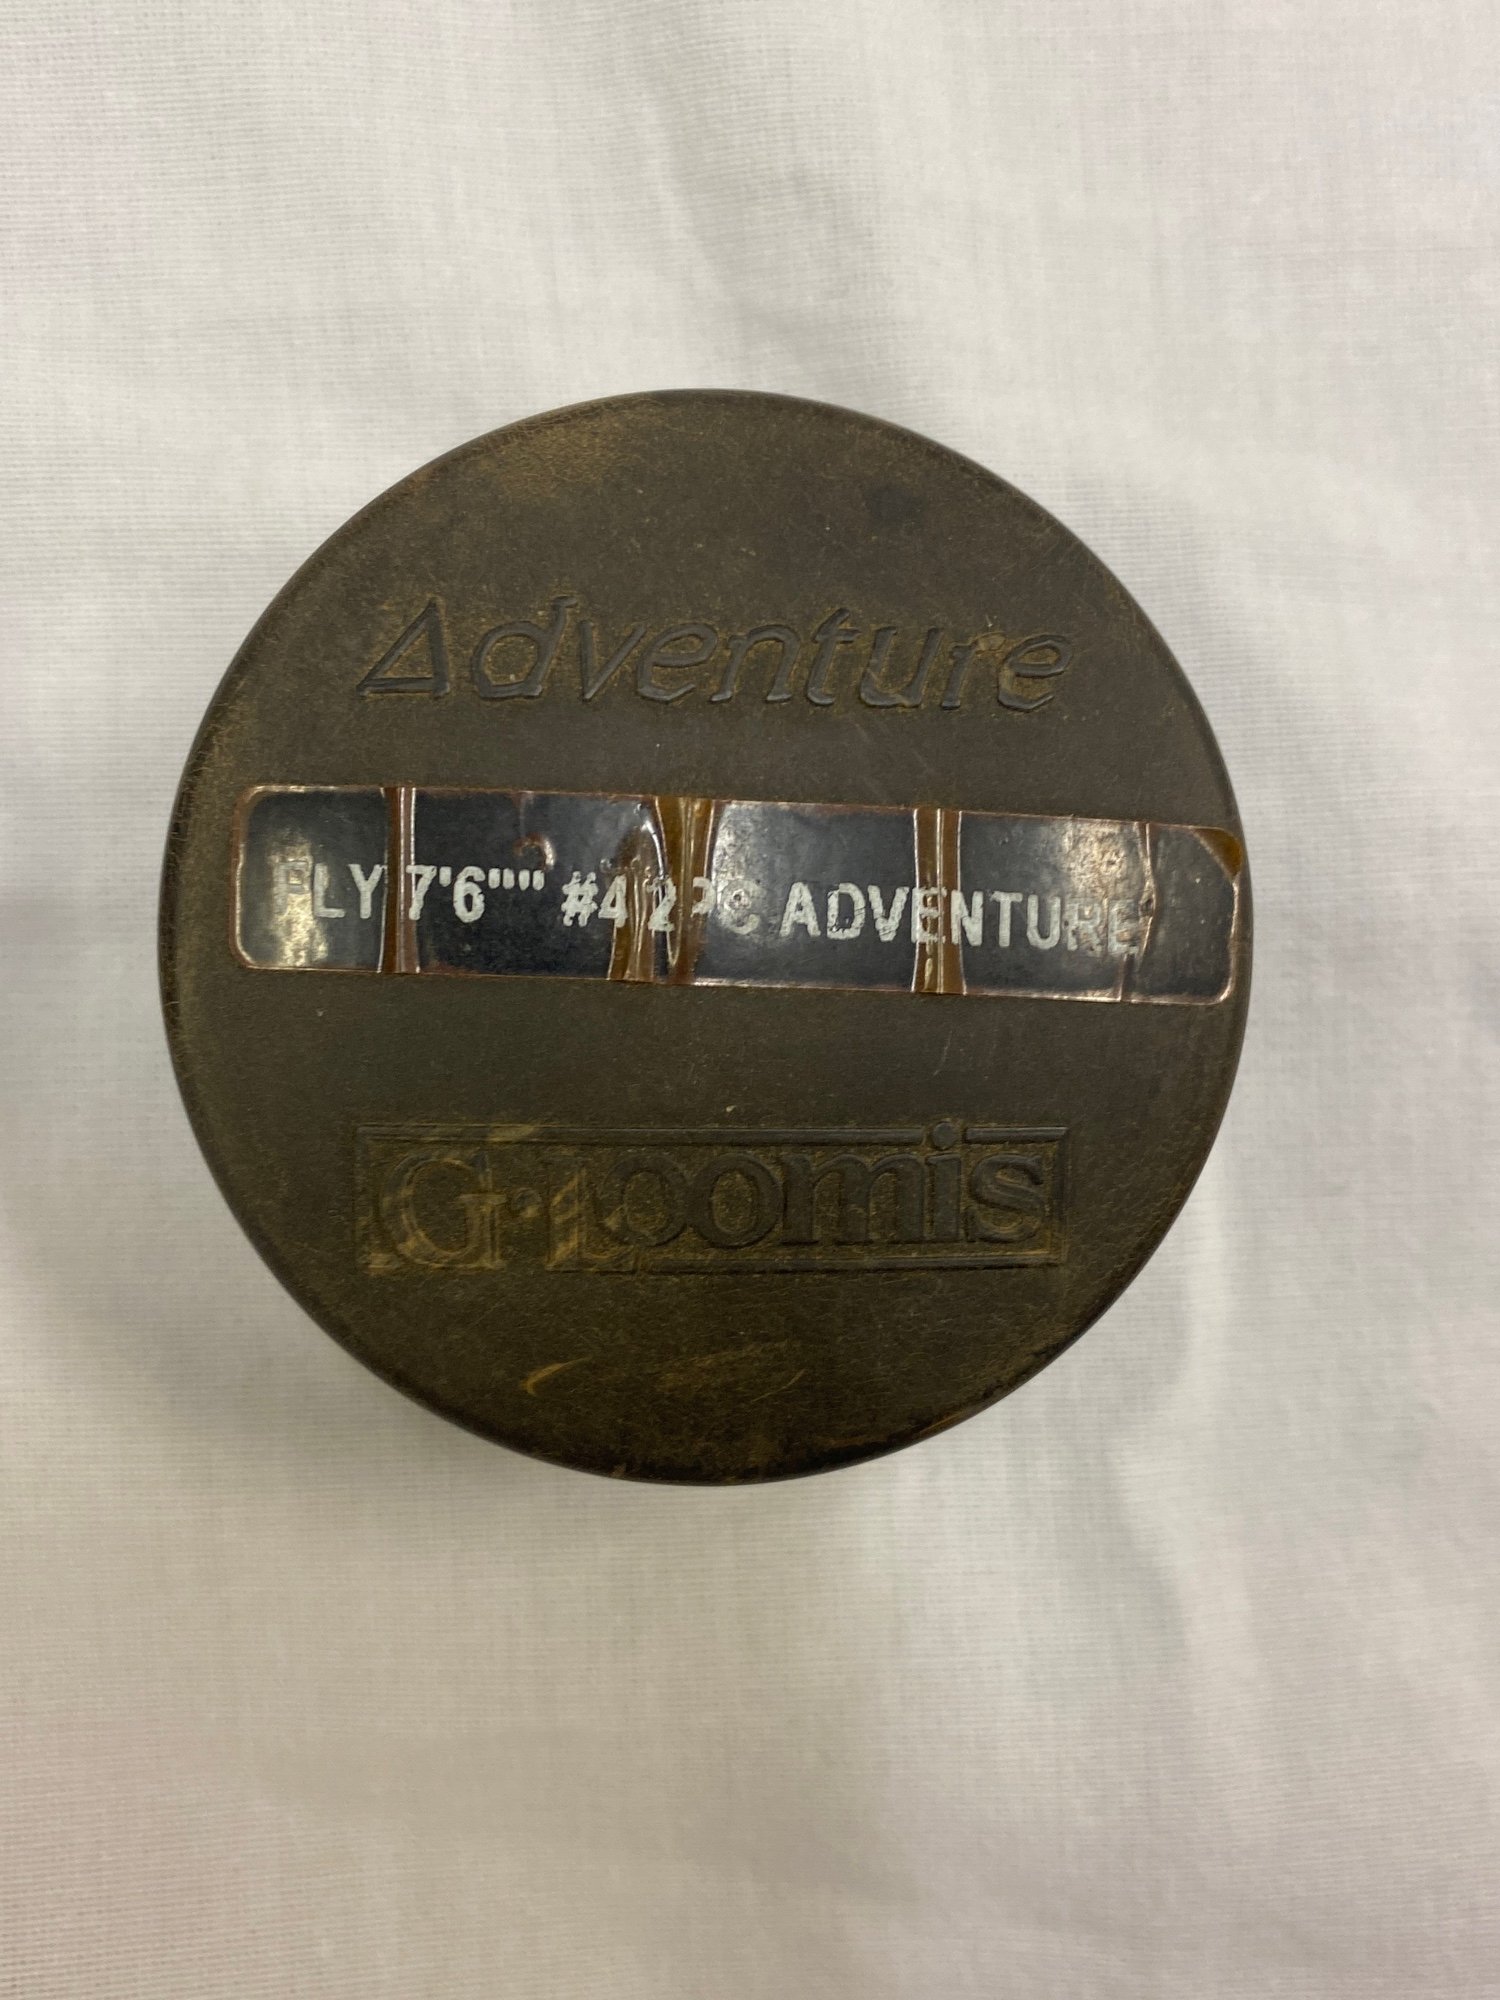 Adventure
FLY 7'6"" #4 2PC ADVENTURE
G·Loomis